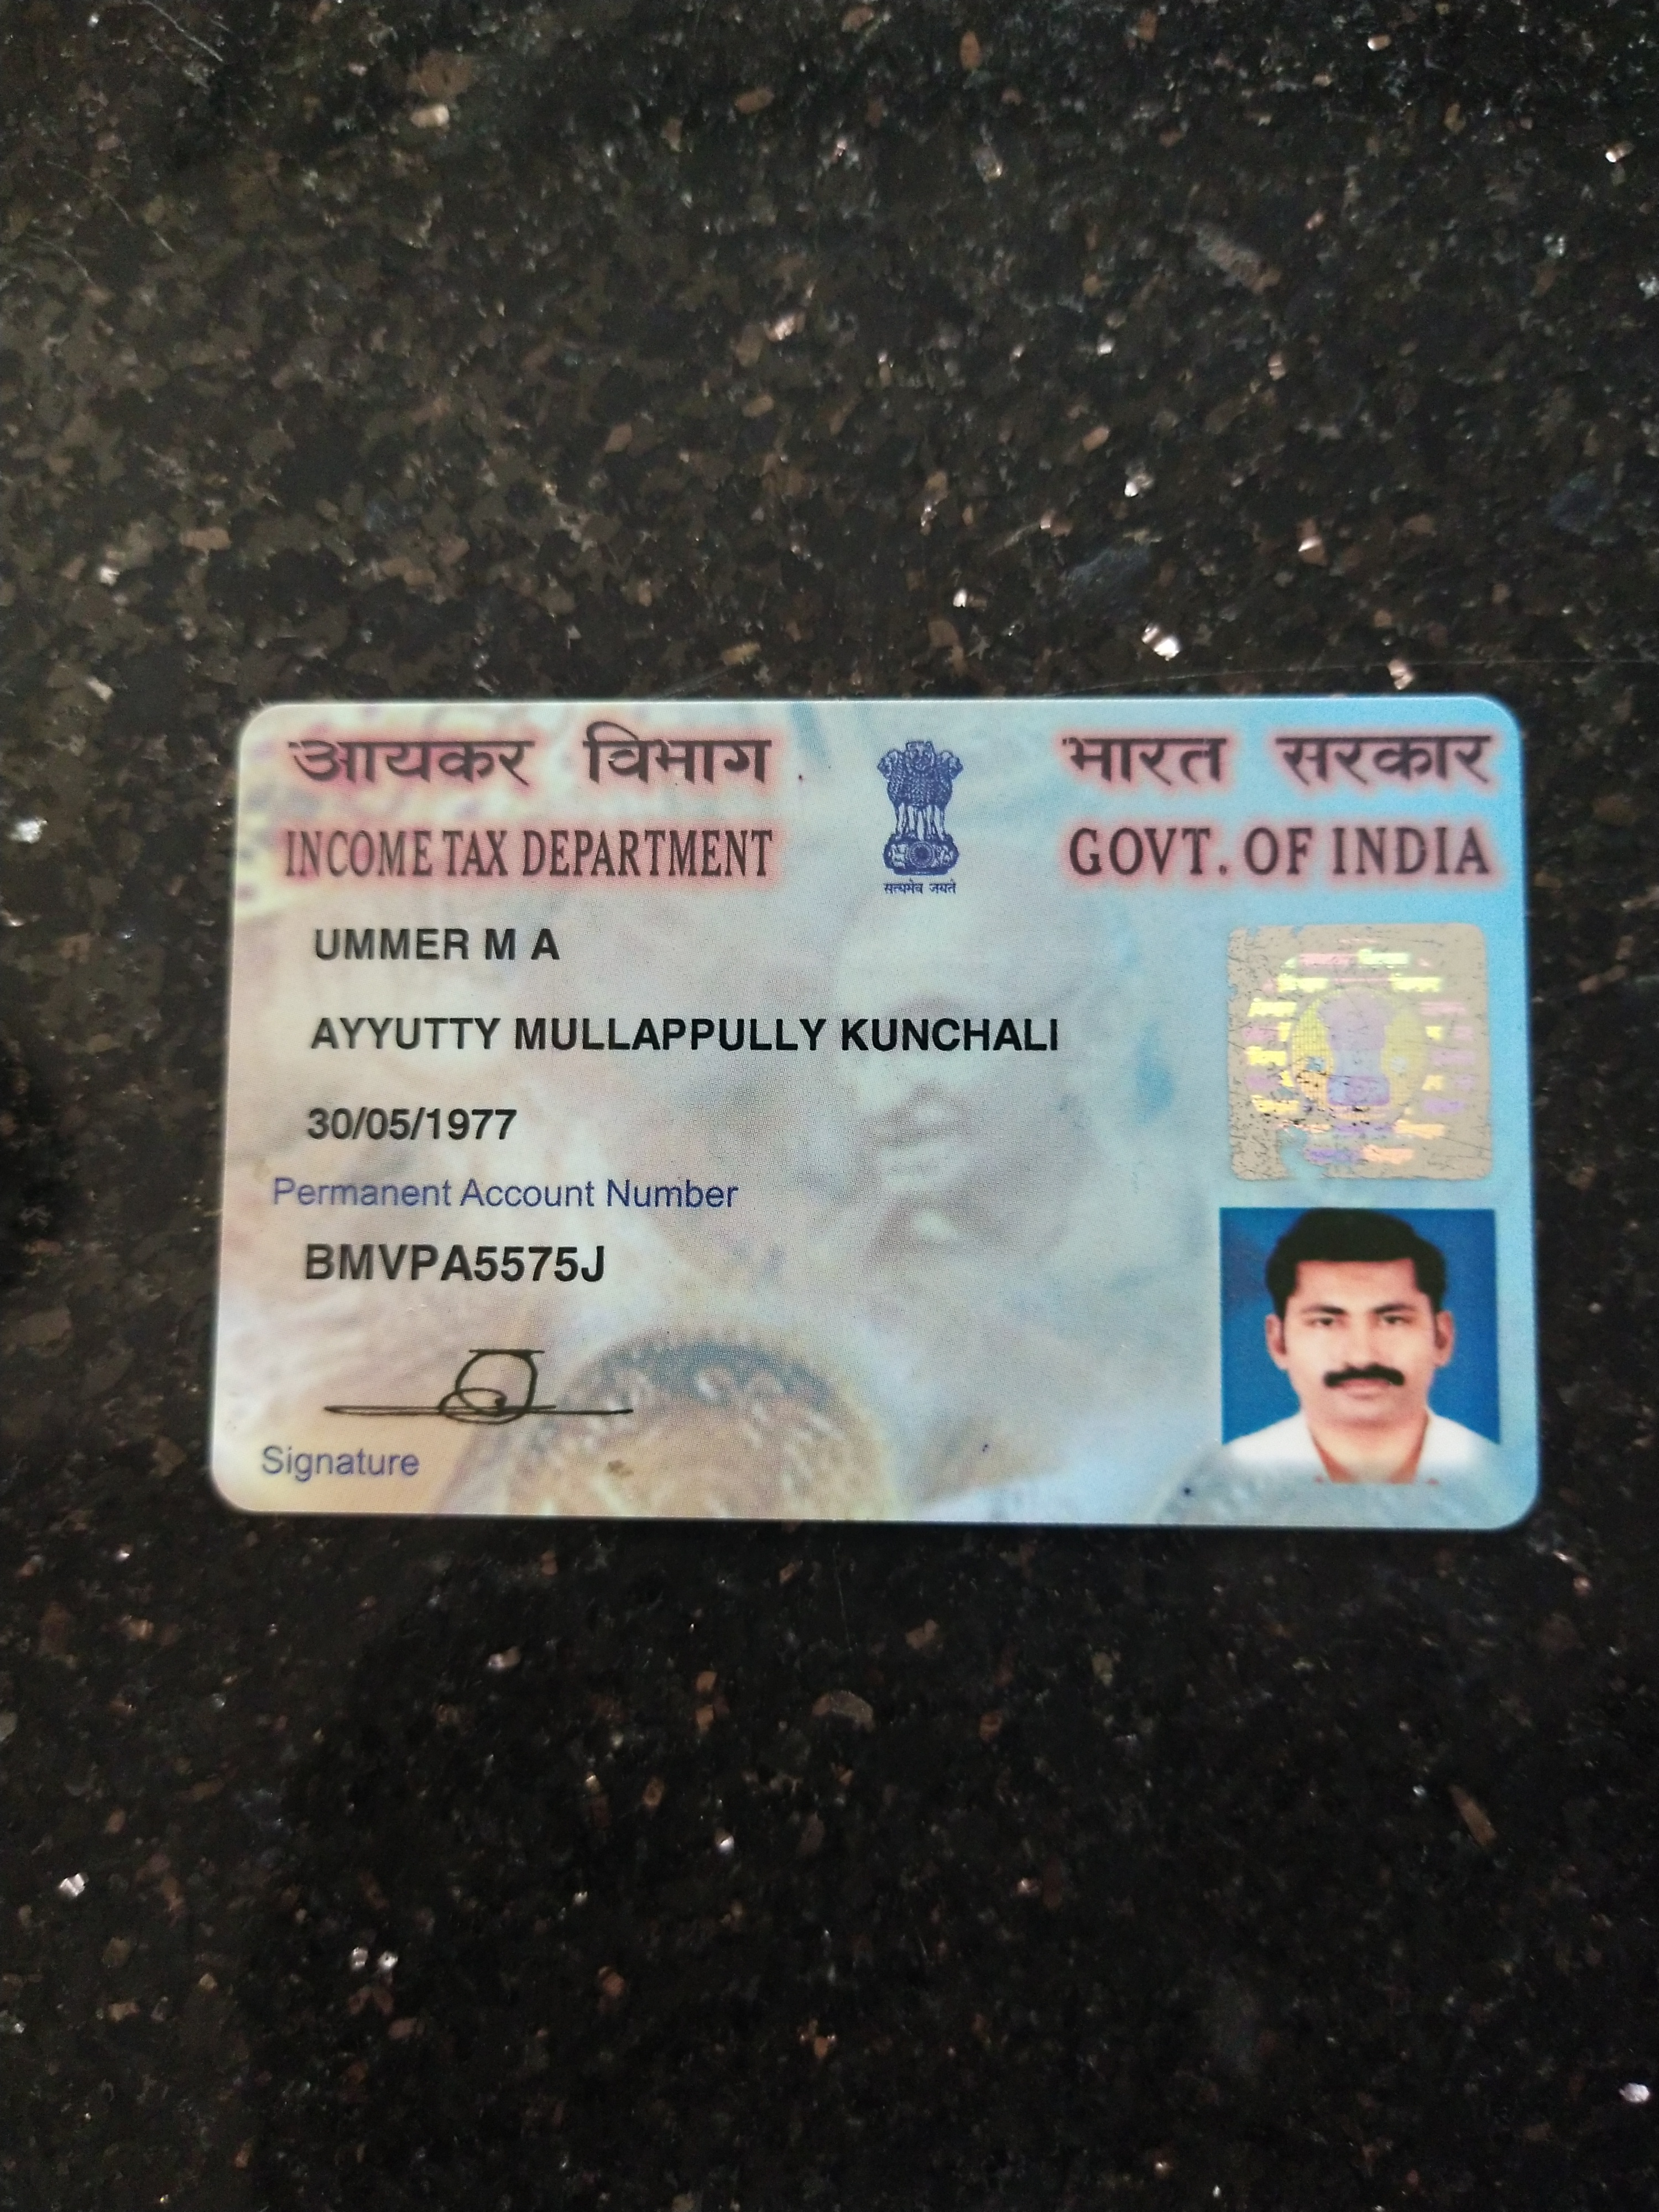 आयकर विभाग
INCOME TAX DEPARTMENT
सत्यमेव जयते
भारत सरकार
GOVT. OF INDIA
UMMER M A
AYYUTTY MULLAPPULLY KUNCHALI
30/05/1977
Permanent Account Number
BMVPA5575J
Signature